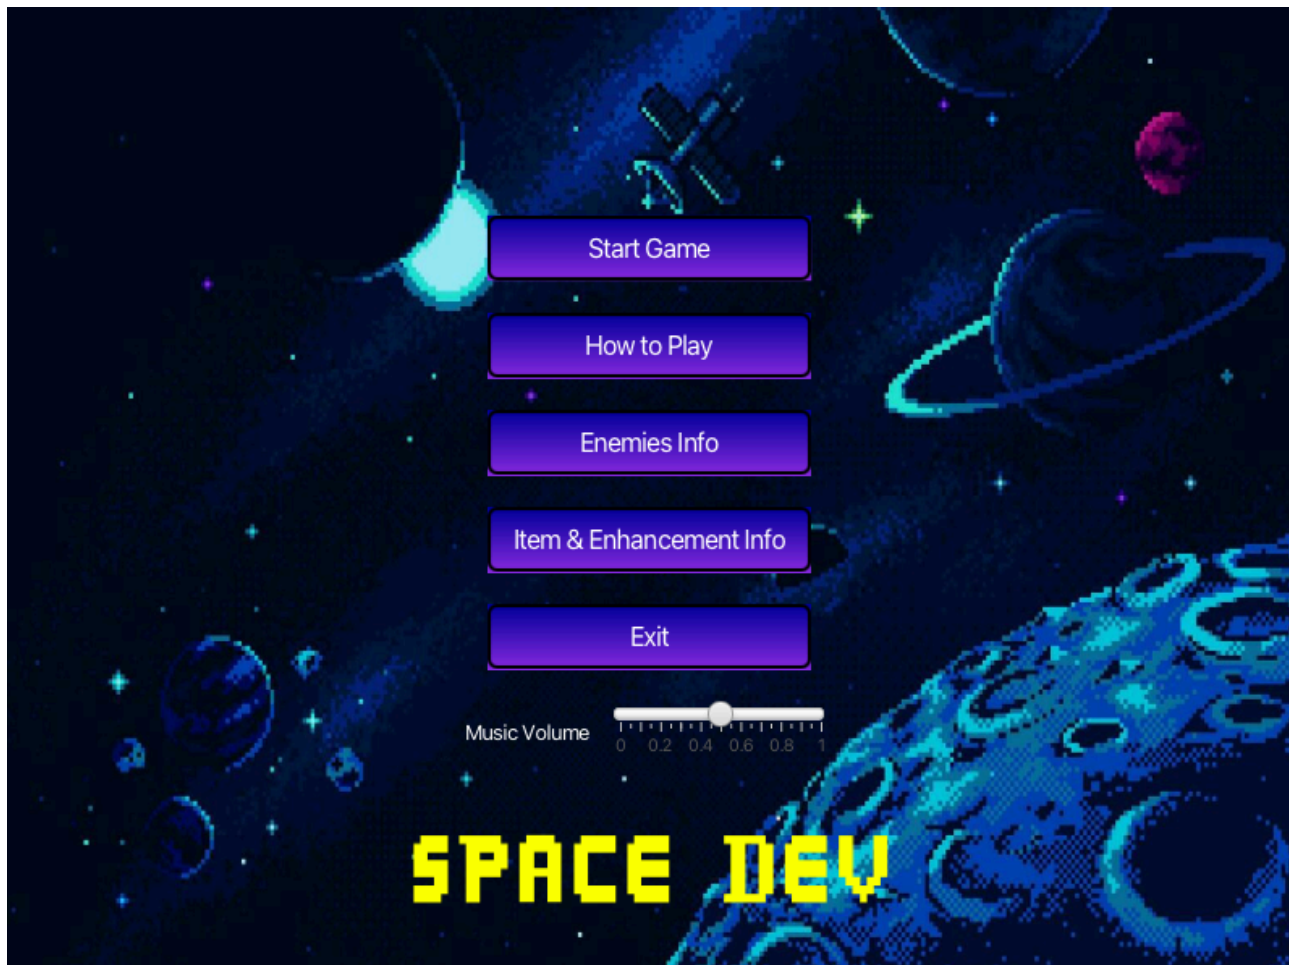 Start Game
How to Play
Enemies Info
Item & Enhancement Info
Exit
Music Volume
0 0.2 0.4 0.6 0.8 1
SPACE DEV